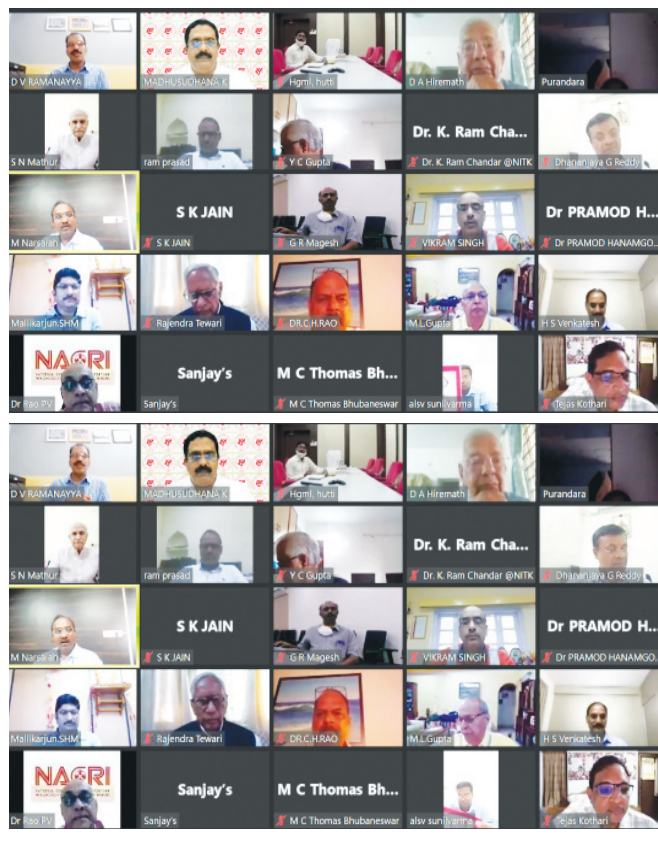 D V RAMANAYYA
MADHUSUDHANA K
Hgml, hutti
D A Hiremath
Purandara
S N Mathur
ram prasad
Y C Gupta
Dr. K. Ram Cha...
Dr. K. Ram Chandar @NITK
Dhananjaya G Reddy
M Narsaiah
S K JAIN
S K JAIN
G R Magesh
VIKRAM SINGH
Dr PRAMOD H...
Dr PRAMOD HANAMGO...
Mallikarjun.SHM
Rajendra Tewari
DR.C.H.RAO
M.L.Gupta
H S Venkatesh
NAGRI
Dr Rao PV
Sanjay's
Sanjay's
M C Thomas Bh...
M C Thomas Bhubaneswar
alsv sunilvarma
Tejas Kothari
D V RAMANAYYA
MADHUSUDHANA K
Hgml, hutti
D A Hiremath
Purandara
S N Mathur
ram prasad
Y C Gupta
Dr. K. Ram Cha...
Dr. K. Ram Chandar @NITK
Dhananjaya G Reddy
M Narsaiah
S K JAIN
S K JAIN
G R Magesh
VIKRAM SINGH
Dr PRAMOD H...
Dr PRAMOD HANAMGO...
Mallikarjun.SHM
Rajendra Tewari
DR.C.H.RAO
M.L.Gupta
H S Venkatesh
NAGRI
Dr Rao PV
Sanjay's
Sanjay's
M C Thomas Bh...
M C Thomas Bhubaneswar
alsv sunilvarma
Tejas Kothari